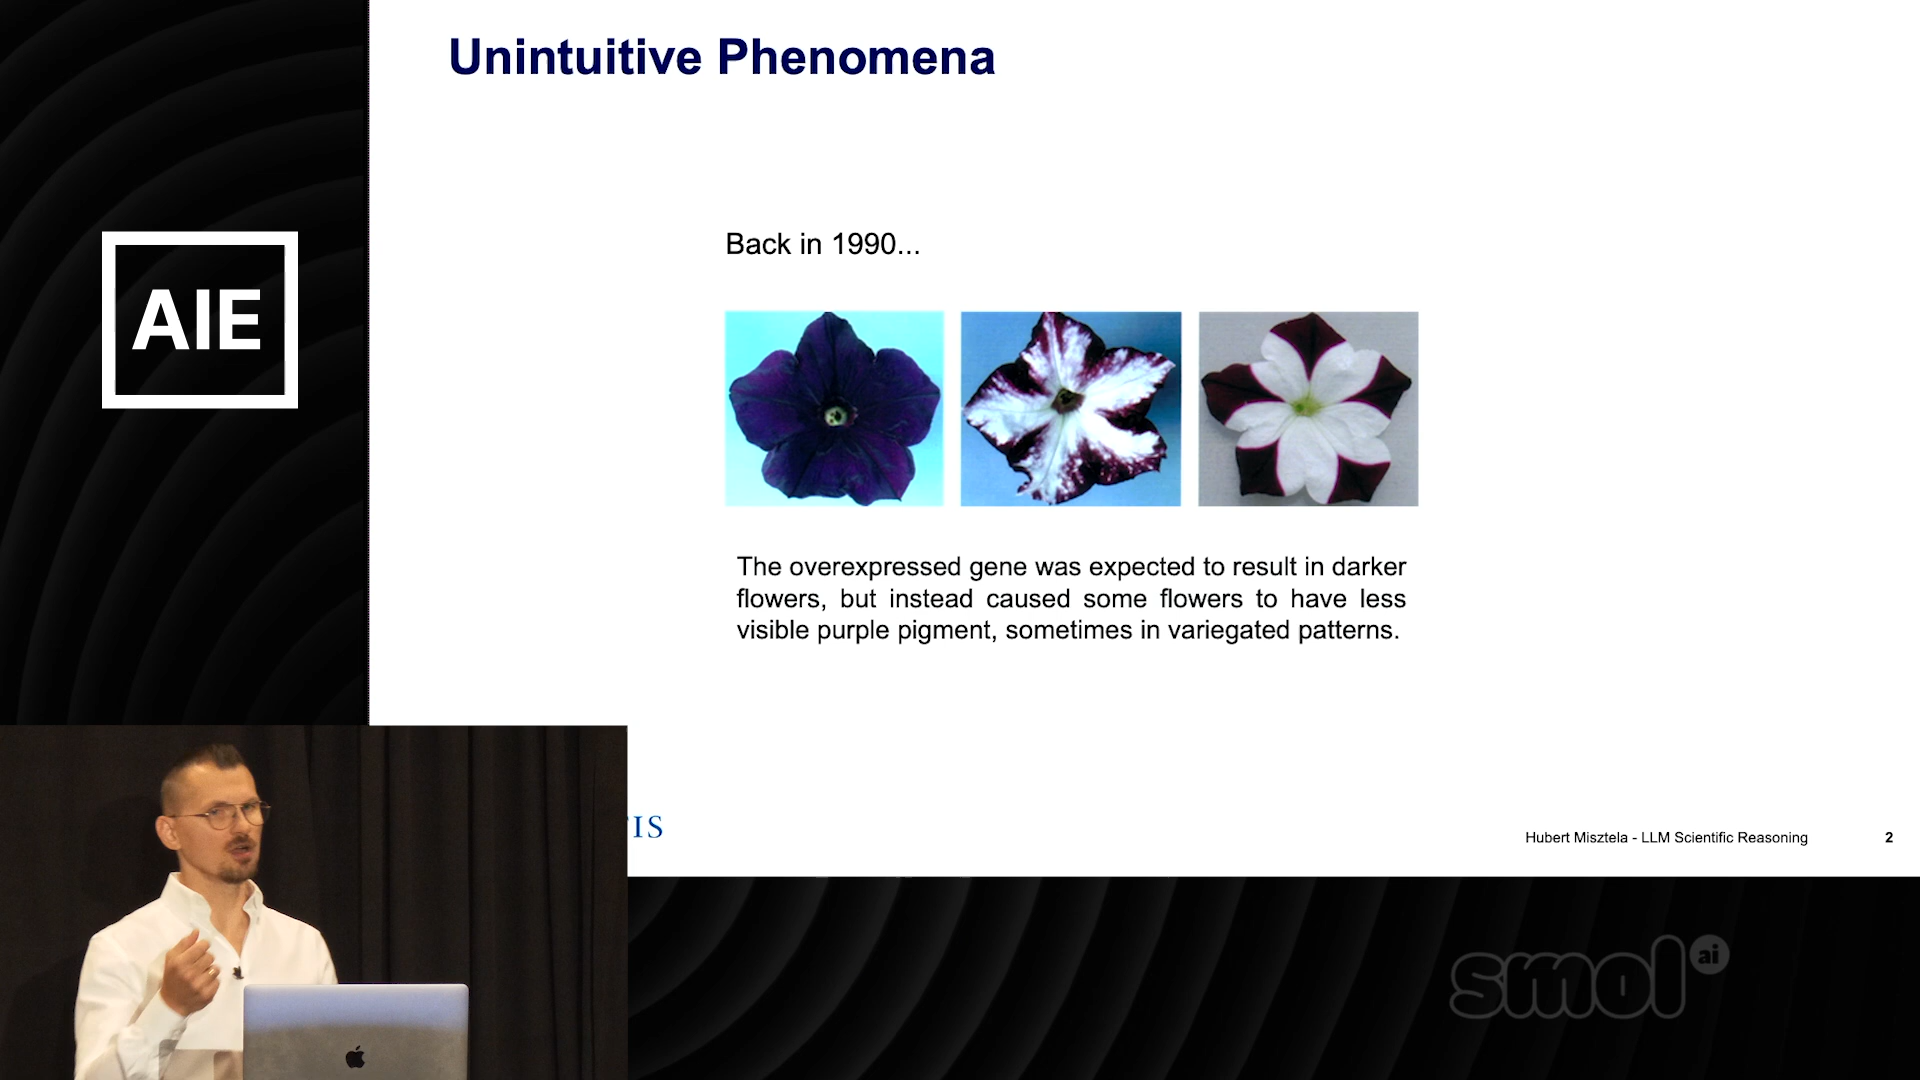 Unintuitive Phenomena
Back in 1990...
AIE
The overexpressed gene was expected to result in darker
flowers, but instead caused some flowers to have less
visible purple pigment, sometimes in variegated patterns.
IS
Hubert Misztela - LLM Scientific Reasoning
2
smol ai